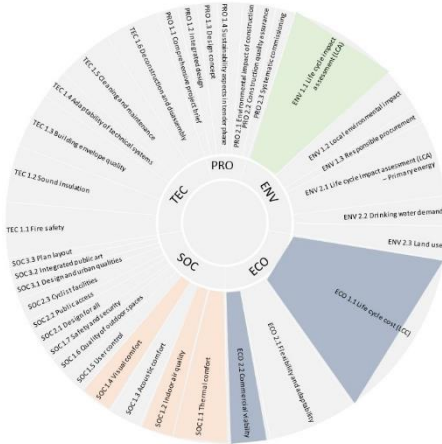 PRO
ENV
ECO
SOC
TEC
PRO 1.1 Comprehensive project brief
PRO 1.2 Integrated design
PRO 1.3 Design concept
PRO 1.4 Sustainability aspects in tender phase
PRO 2.1 Environmental impact of construction
PRO 2.2 Construction quality assurance
PRO 2.3 Systematic commissioning
ENV 1.1 Life cycle impact
assessment (LCA)
ENV 1.2 Local environmental impact
ENV 1.3 Responsible procurement
ENV 2.1 Life cycle impact assessment (LCA)
– Primary energy
ENV 2.2 Drinking water demand
ENV 2.3 Land use
ECO 1.1 Life cycle cost (LCC)
ECO 2.1 Flexibility and adaptability
ECO 2.2 Commercial viability
SOC 1.1 Thermal comfort
SOC 1.2 Indoor air quality
SOC 1.3 Acoustic comfort
SOC 1.4 Visual comfort
SOC 1.5 User control
SOC 1.6 Quality of outdoor spaces
SOC 1.7 Safety and security
SOC 2.1 Design for all
SOC 2.2 Public access
SOC 2.3 Cyclist facilities
SOC 3.1 Design and urban qualities
SOC 3.2 Integrated public art
SOC 3.3 Plan layout
TEC 1.1 Fire safety
TEC 1.2 Sound insulation
TEC 1.3 Building envelope quality
TEC 1.4 Adaptability of technical systems
TEC 1.5 Cleaning and maintenance
TEC 1.6 Deconstruction and disassembly